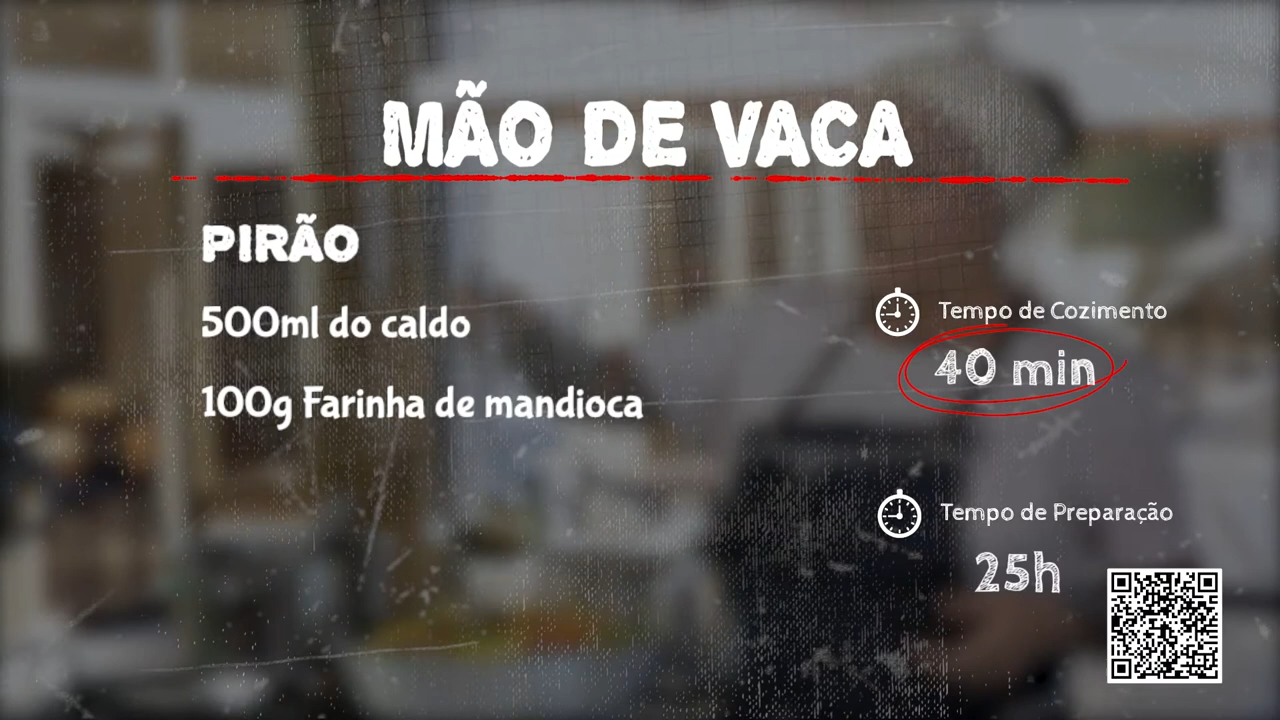 MÃO DE VACA
PIRÃO
500ml do caldo
100g Farinha de mandioca
Tempo de Cozimento
40 min
Tempo de Preparação
25h